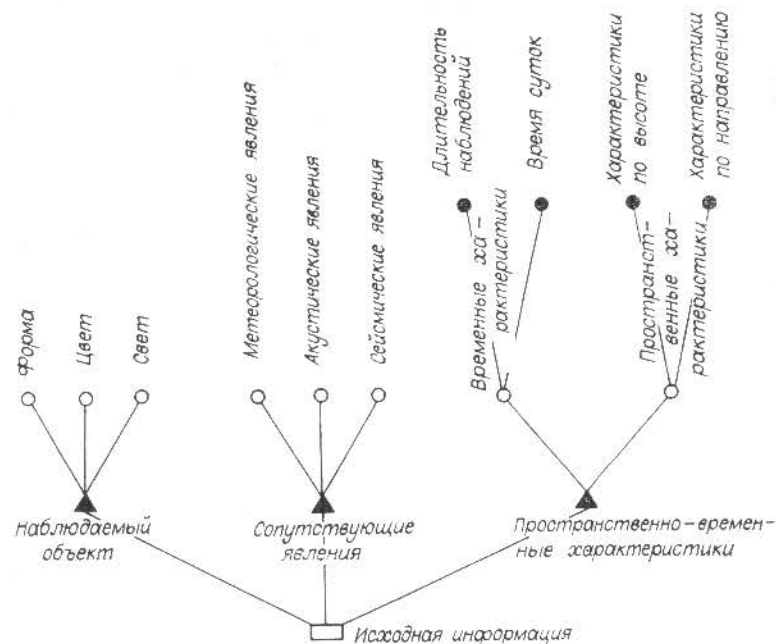 Длительность
наблюдений
Время суток
Характеристики
по высоте
Характеристики
по направлению
Форма
Цвет
Свет
Метеорологические явления
Акустические явления
Сейсмические явления
Временные ха-
рактеристики
Пространст-
венные ха-
рактеристики
Наблюдаемый
объект
Сопутствующие
явления
Пространственно-времен-
ные характеристики
Исходная информация